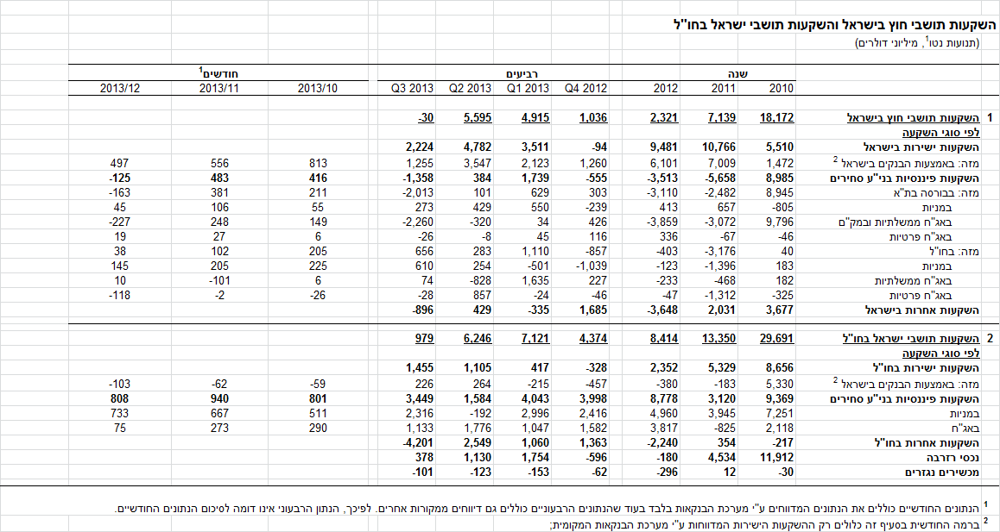 השקעות תושבי חוץ בישראל והשקעות תושבי ישראל בחו"ל
(תנועות נטו¹, מיליוני דולרים)
שנה רביעים חודשים¹
2010 2011 2012 Q4 2012 Q1 2013 Q2 2013 Q3 2013 2013/10 2013/11 2013/12
1 השקעות תושבי חוץ בישראל 18,172 7,139 2,321 1,036 4,915 5,595 -30
לפי סוגי השקעה
השקעות ישירות בישראל 5,510 10,766 9,481 -94 3,511 4,782 2,224
מזה: באמצעות הבנקים בישראל ² 1,472 7,009 6,101 1,260 2,123 3,547 1,255 813 556 497
השקעות פיננסיות בני"ע סחירים 8,985 -5,658 -3,513 -555 1,739 384 -1,358 416 483 -125
מזה: בבורסה בת"א 8,945 -2,482 -3,110 303 629 101 -2,013 211 381 -163
במניות -805 657 413 -239 550 429 273 55 106 45
באג"ח ממשלתיות ובמק"ם 9,796 -3,072 -3,859 426 34 -320 -2,260 149 248 -227
באג"ח פרטיות -46 -67 336 116 45 -8 -26 6 27 19
מזה: בחו"ל 40 -3,176 -403 -857 1,110 283 656 205 102 38
במניות 183 -1,396 -123 -1,039 -501 254 610 225 205 145
באג"ח ממשלתיות 182 -468 -233 227 1,635 -828 74 6 -101 10
באג"ח פרטיות -325 -1,312 -47 -46 -24 857 -28 -26 -2 -118
השקעות אחרות בישראל 3,677 2,031 -3,648 1,685 -335 429 -896
2 השקעות תושבי ישראל בחו"ל 29,691 13,350 8,414 4,374 7,121 6,246 979
לפי סוגי השקעה
השקעות ישירות בחו"ל 8,656 5,329 2,352 -328 417 1,105 1,455
מזה: באמצעות הבנקים בישראל ² 5,330 -183 -380 -457 -215 264 226 -59 -62 -103
השקעות פיננסיות בני"ע סחירים 9,369 3,120 8,778 3,998 4,043 1,584 3,449 801 940 808
במניות 7,251 3,945 4,960 2,416 2,996 -192 2,316 511 667 733
באג"ח 2,118 -825 3,817 1,582 1,047 1,776 1,133 290 273 75
השקעות אחרות בחו"ל -217 354 -2,240 1,363 1,060 2,549 -4,201
נכסי רזרבה 11,912 4,534 -180 -596 1,754 1,130 378
מכשירים נגזרים -30 12 -296 -62 -153 -123 -101
¹ הנתונים החודשיים כוללים את הנתונים המדווחים ע"י מערכת הבנקאות בלבד בעוד שהנתונים הרבעוניים כוללים גם דיווחים ממקורות אחרים. לפיכך, הנתון הרבעוני אינו דומה לסיכום הנתונים החודשיים.
² ברמה החודשית בסעיף זה כלולים רק ההשקעות הישירות המדווחות ע"י מערכת הבנקאות המקומית;